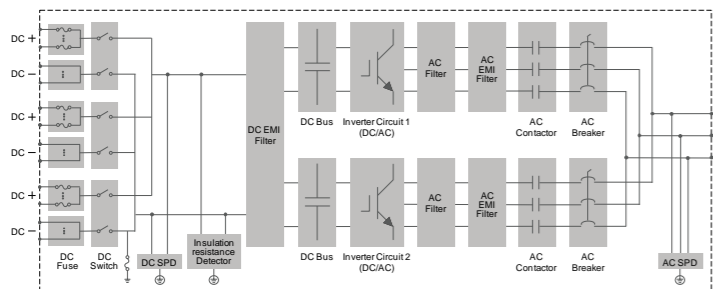 DC +
DC −
DC +
DC −
DC +
DC −
DC
Fuse
DC
Switch
DC SPD
Insulation
resistance
Detector
DC EMI
Filter
DC Bus
Inverter Circuit 1
(DC/AC)
AC
Filter
AC
EMI
Filter
AC
Contactor
AC
Breaker
DC Bus
Inverter Circuit 2
(DC/AC)
AC
Filter
AC
EMI
Filter
AC
Contactor
AC
Breaker
AC SPD